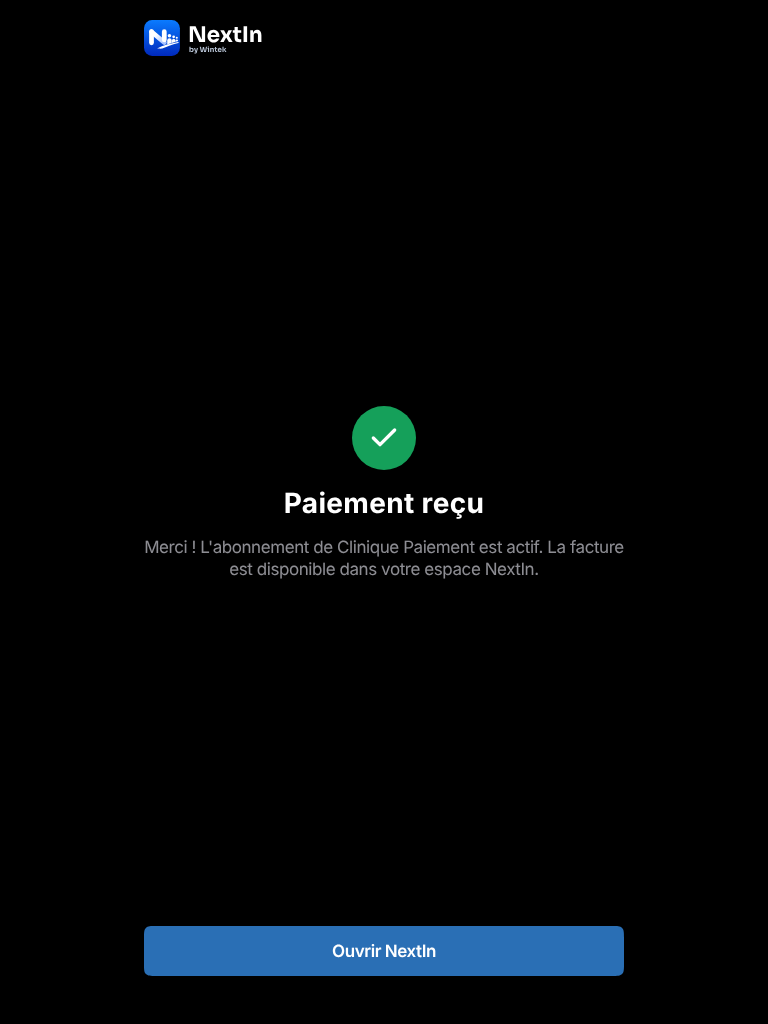 NextIn
by Wintek
Paiement reçu
Merci ! L'abonnement de Clinique Paiement est actif. La facture
est disponible dans votre espace NextIn.
Ouvrir NextIn